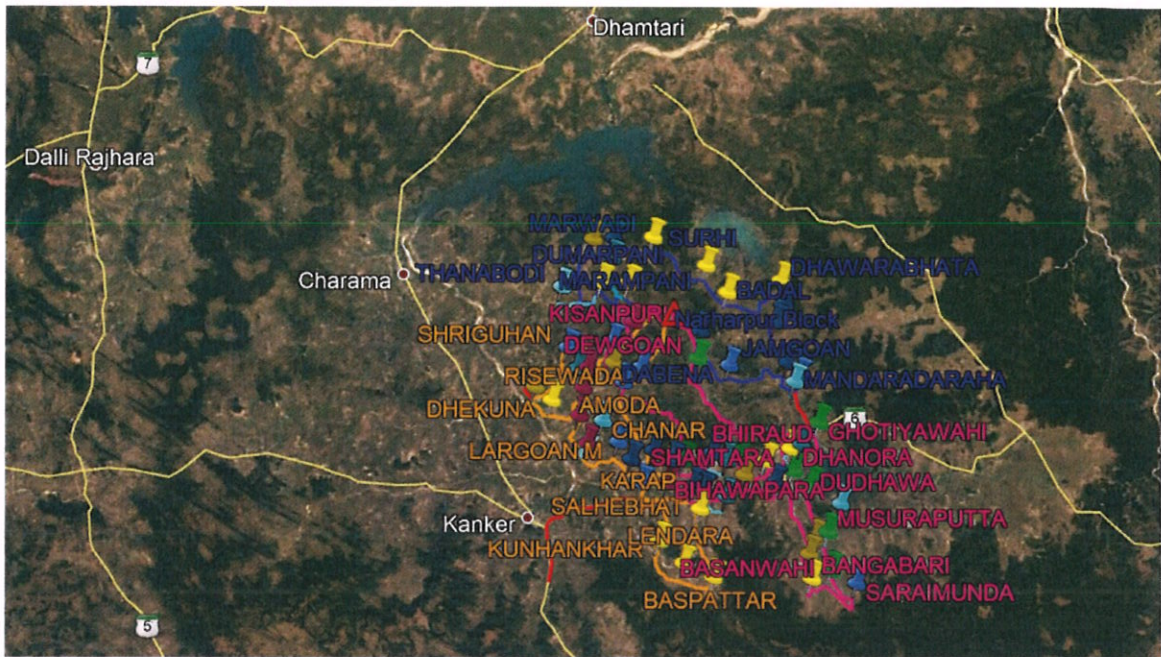 Dhamtari
7
Dalli Rajhara
MARWADI
SURHI
DUMARPANI
Charama
THANABODI
MARAMPANI
DHAWARABHATA
BADAL
KISANPURI
Narharpur Block
SHRIGUHAN
DEWGOAN
JAMGOAN
RISEWADA
DABENA
MANDARADARAHA
DHEKUNA
AMODA
6
CHANAR
BHIRAUD
GHOTIYAWAHI
LARGOAN M
SHAMTARA
DHANORA
KARAP
BIHAWAPARA
DUDHAWA
SALHEBHAT
Kanker
MUSURAPUTTA
LENDARA
KUNHANKHAR
BASANWAHI
BANGABARI
BASPATTAR
SARAIMUNDA
5